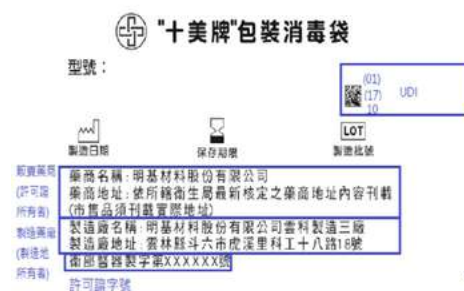 "十美牌"包裝消毒袋
型號：
(01)
(17)
10
UDI
LOT
製造日期
保存期限
製造批號
販賣藥局
(許可證
所有者)
藥商名稱：明基材料股份有限公司
藥商地址：依所轄衛生局最新核定之藥商地址內容刊載
(市售品須刊載實際地址)
製造藥廠
(製造地
所有者)
製造廠名稱：明基材料股份有限公司雲科製造三廠
製造廠地址：雲林縣斗六市虎溪里科工十八路18號
衛部醫器製字第XXXXXX號
許可證字號